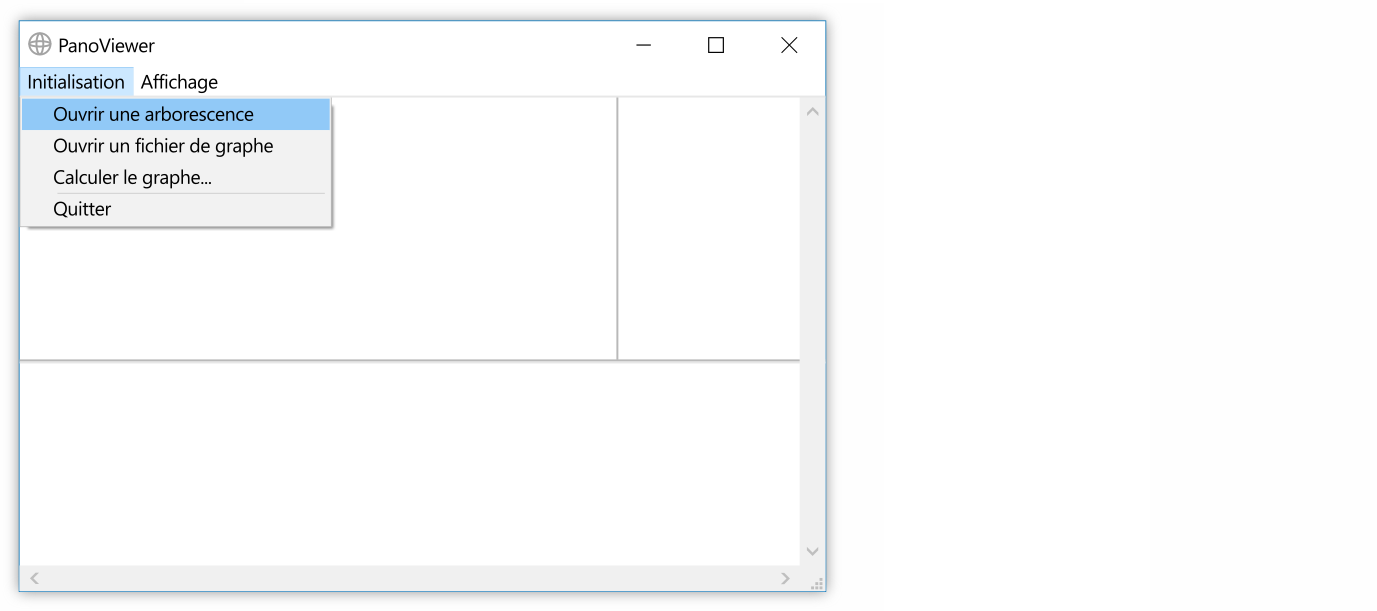 PanoViewer
Initialisation Affichage
Ouvrir une arborescence
Ouvrir un fichier de graphe
Calculer le graphe...
Quitter